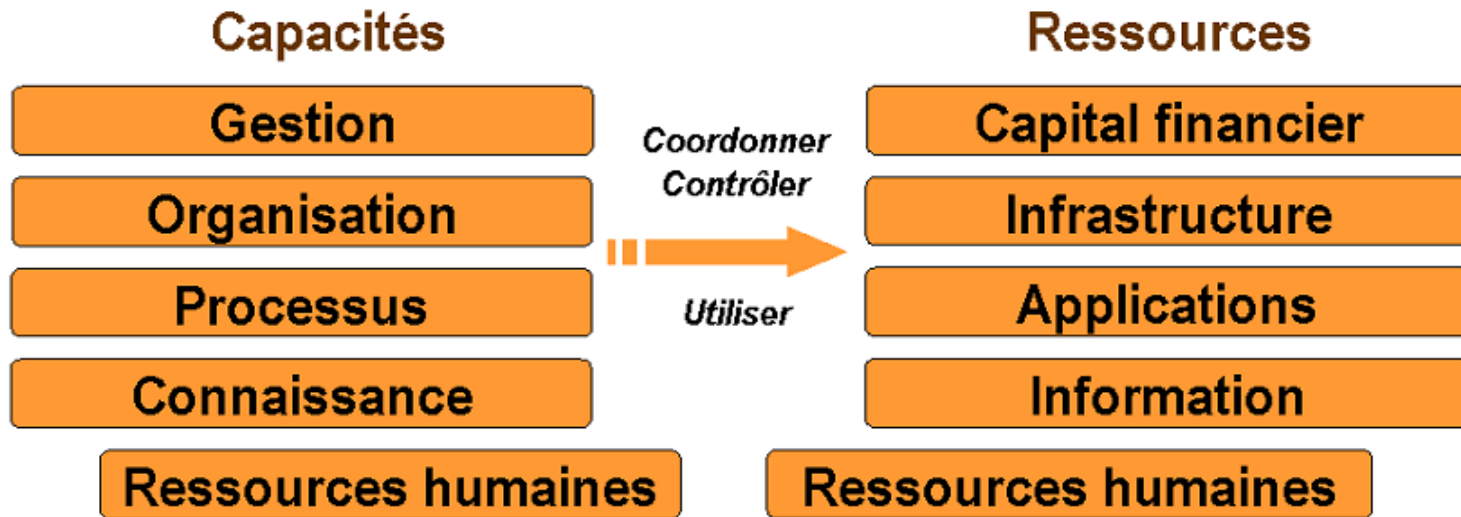 Capacités
Ressources
Gestion
Capital financier
Coordonner
Contrôler
Organisation
Infrastructure
Processus
Applications
Utiliser
Connaissance
Information
Ressources humaines
Ressources humaines